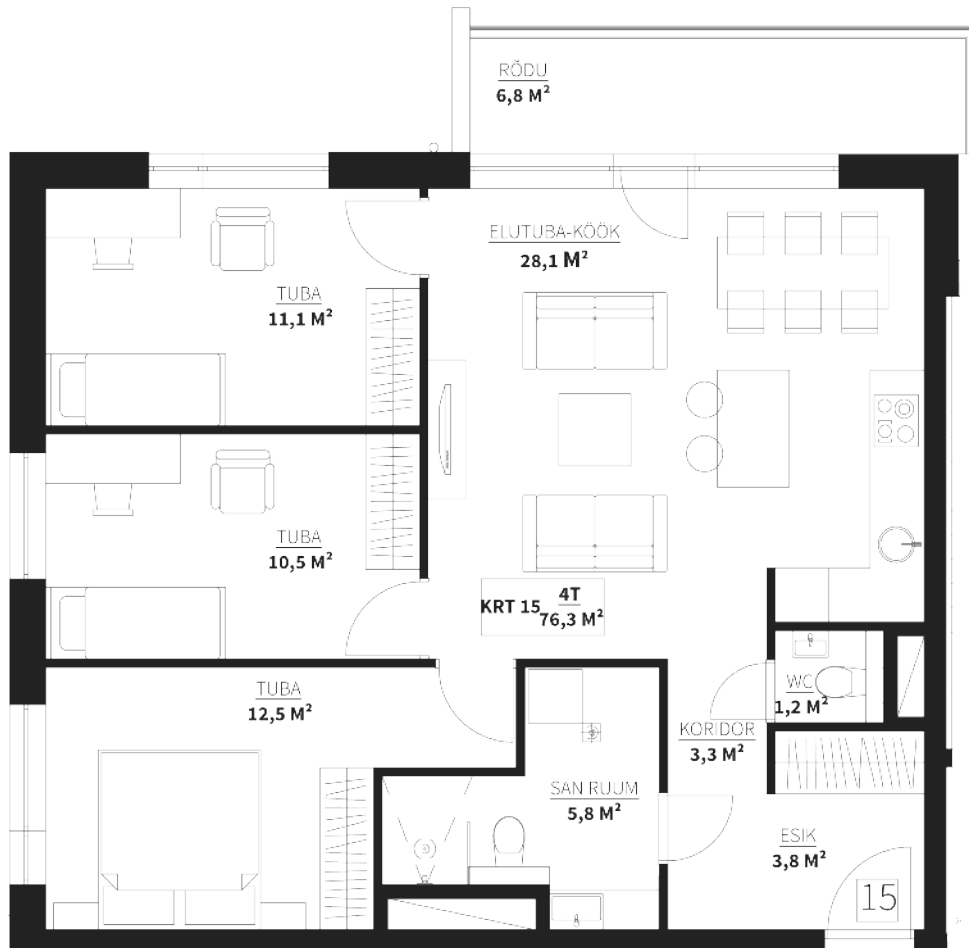 RÕDU
6,8 M²
ELUTUBA-KÖÖK
28,1 M²
TUBA
11,1 M²
TUBA
10,5 M²
KRT 15 4T
76,3 M²
TUBA
12,5 M²
WC
1,2 M²
KORIDOR
3,3 M²
SAN RUUM
5,8 M²
ESIK
3,8 M²
15